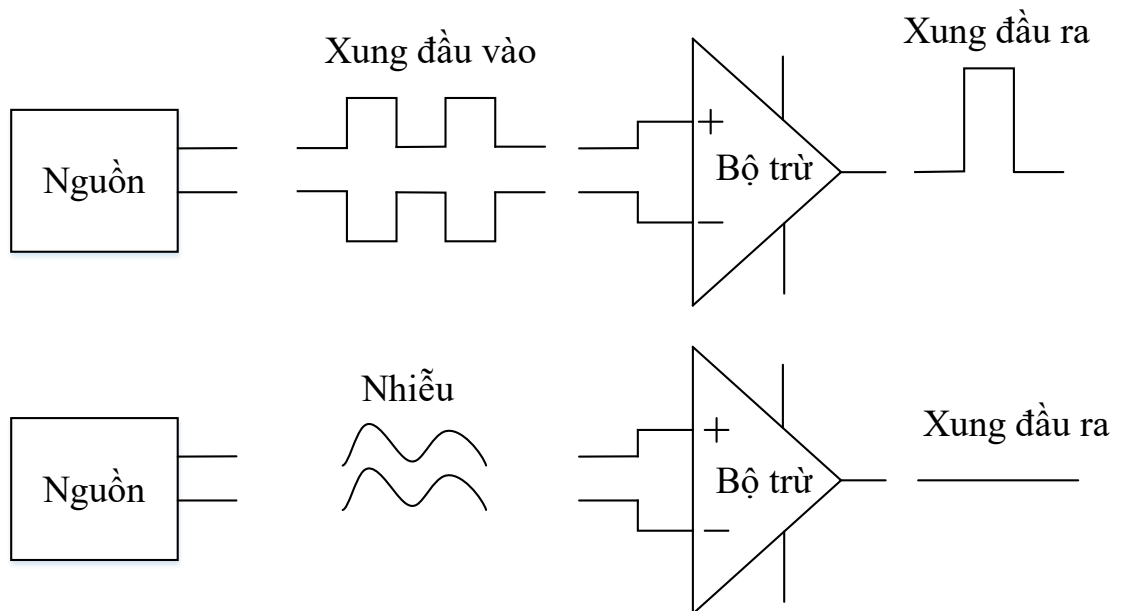 Xung đầu vào
Xung đầu ra
Nguồn
+
Bộ trừ
−
Nhiễu
Xung đầu ra
Nguồn
+
Bộ trừ
−